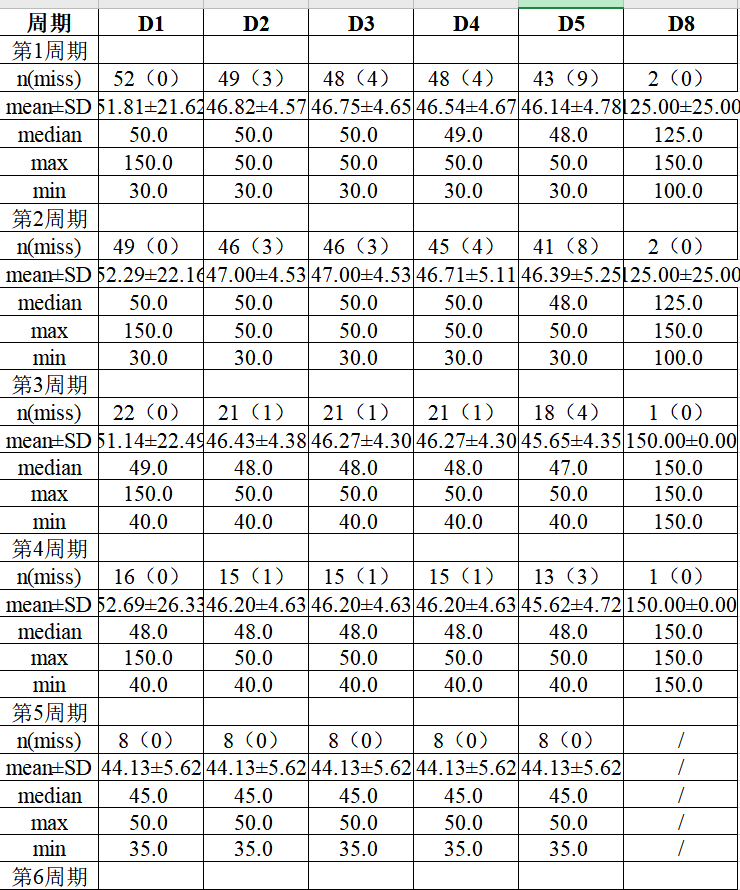 周期 D1 D2 D3 D4 D5 D8
第1周期
n(miss) 52（0） 49（3） 48（4） 48（4） 43（9） 2（0）
mean±SD 51.81±21.62 46.82±4.57 46.75±4.65 46.54±4.67 46.14±4.78 125.00±25.00
median 50.0 50.0 50.0 49.0 48.0 125.0
max 150.0 50.0 50.0 50.0 50.0 150.0
min 30.0 30.0 30.0 30.0 30.0 100.0
第2周期
n(miss) 49（0） 46（3） 46（3） 45（4） 41（8） 2（0）
mean±SD 52.29±22.16 47.00±4.53 47.00±4.53 46.71±5.11 46.39±5.25 125.00±25.00
median 50.0 50.0 50.0 50.0 48.0 125.0
max 150.0 50.0 50.0 50.0 50.0 150.0
min 30.0 30.0 30.0 30.0 30.0 100.0
第3周期
n(miss) 22（0） 21（1） 21（1） 21（1） 18（4） 1（0）
mean±SD 51.14±22.49 46.43±4.38 46.27±4.30 46.27±4.30 45.65±4.35 150.00±0.00
median 49.0 48.0 48.0 48.0 47.0 150.0
max 150.0 50.0 50.0 50.0 50.0 150.0
min 40.0 40.0 40.0 40.0 40.0 150.0
第4周期
n(miss) 16（0） 15（1） 15（1） 15（1） 13（3） 1（0）
mean±SD 52.69±26.33 46.20±4.63 46.20±4.63 46.20±4.63 45.62±4.72 150.00±0.00
median 48.0 48.0 48.0 48.0 48.0 150.0
max 150.0 50.0 50.0 50.0 50.0 150.0
min 40.0 40.0 40.0 40.0 40.0 150.0
第5周期
n(miss) 8（0） 8（0） 8（0） 8（0） 8（0） /
mean±SD 44.13±5.62 44.13±5.62 44.13±5.62 44.13±5.62 44.13±5.62 /
median 45.0 45.0 45.0 45.0 45.0 /
max 50.0 50.0 50.0 50.0 50.0 /
min 35.0 35.0 35.0 35.0 35.0 /
第6周期